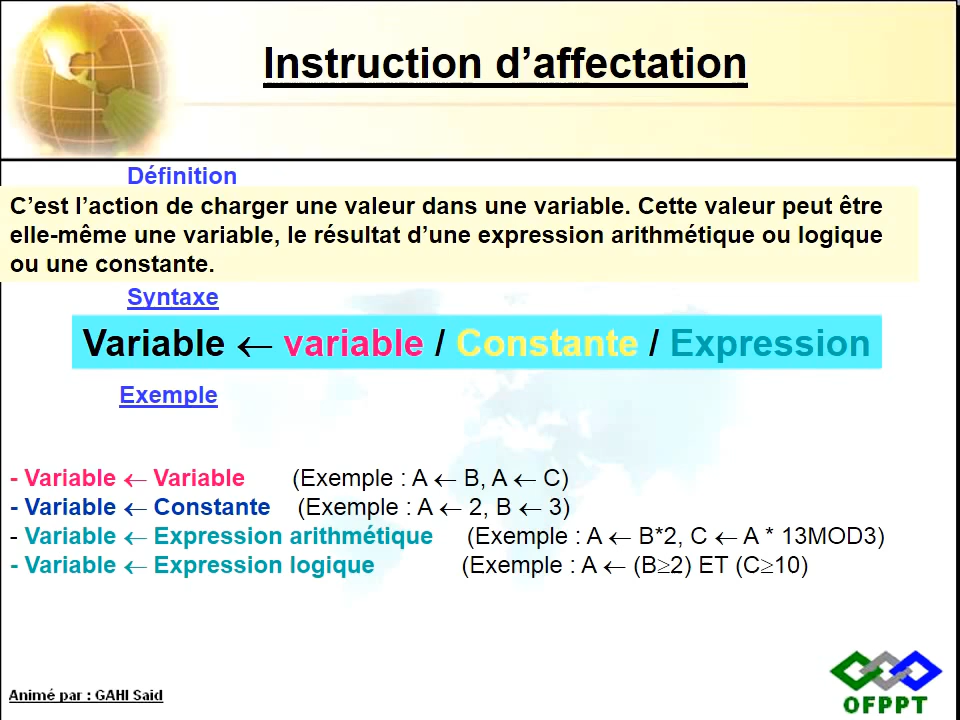 Instruction d’affectation
Définition
C’est l’action de charger une valeur dans une variable. Cette valeur peut être
elle-même une variable, le résultat d’une expression arithmétique ou logique
ou une constante.
Syntaxe
Variable ← variable / Constante / Expression
Exemple
- Variable ← Variable (Exemple : A ← B, A ← C)
- Variable ← Constante (Exemple : A ← 2, B ← 3)
- Variable ← Expression arithmétique (Exemple : A ← B*2, C ← A * 13MOD3)
- Variable ← Expression logique (Exemple : A ← (B≥2) ET (C≥10)
Animé par : GAHI Said
OFPPT